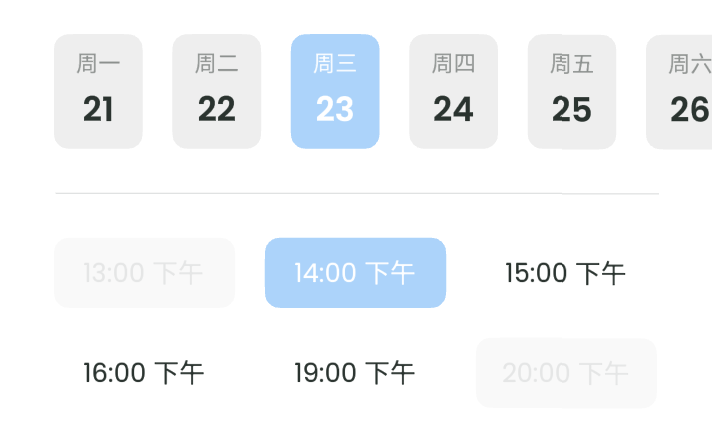 周一 周二 周三 周四 周五 周六
21 22 23 24 25 26
13:00 下午 14:00 下午 15:00 下午
16:00 下午 19:00 下午 20:00 下午